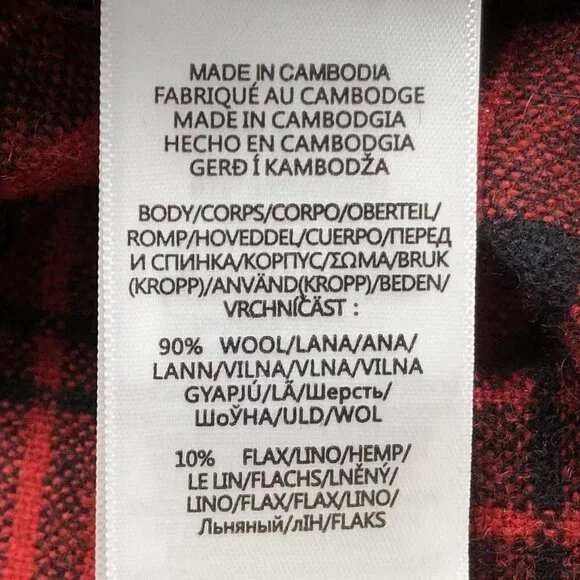 MADE IN CAMBODIA
FABRIQUÉ AU CAMBODGE
MADE IN CAMBODGIA
HECHO EN CAMBODGIA
GERÐ Í KAMBODŽA
BODY/CORPS/CORPO/OBERTEIL/
ROMP/HOVEDDEL/CUERPO/ПЕРЕД
И СПИНКА/КОРПУС/ΣΩMA/BRUK
(KROPP)/ANVÄND(KROPP)/BEDEN/
VRCHNÍČÄST :
90% WOOL/LANA/ANA/
LANN/VILNA/VLNA/VILNA
GYAPJÚ/LÃ/Шерсть/
ШоЎНА/ULD/WOL
10% FLAX/LINO/HEMP/
LE LIN/FLACHS/LNĚNÝ/
LINO/FLAX/FLAX/LINO/
Льняный/лІН/FLAKS